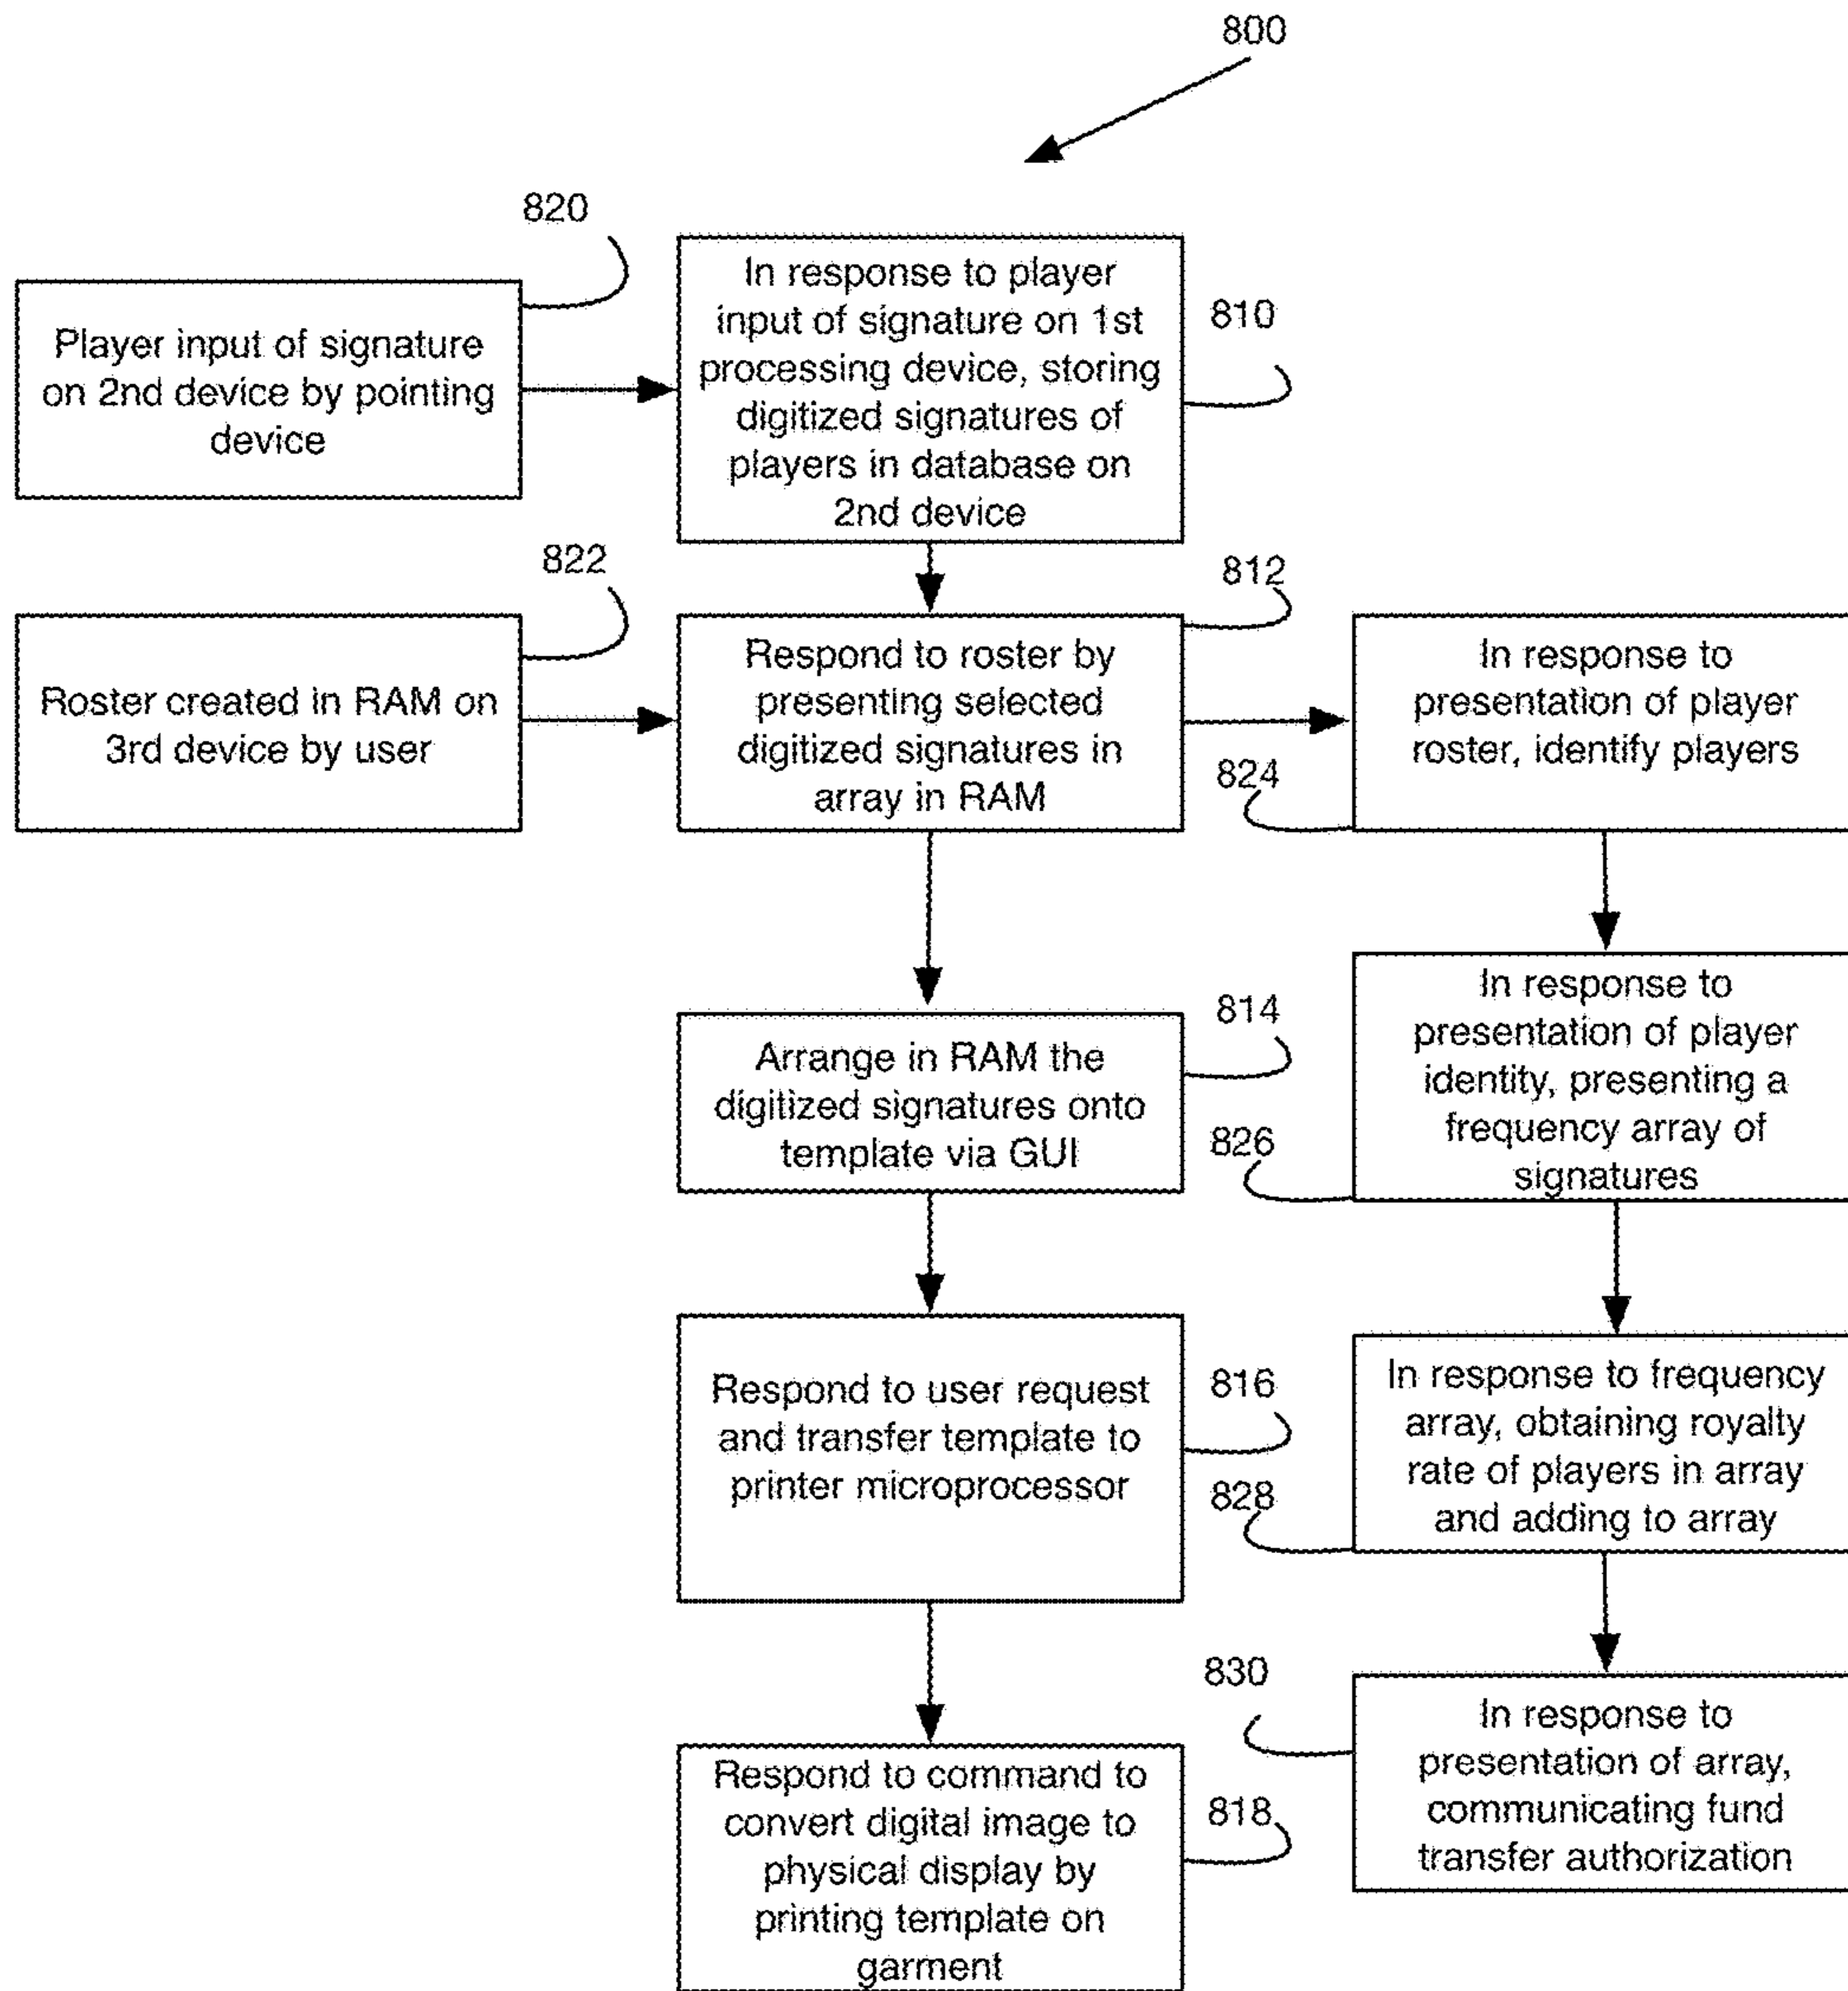 800
820
Player input of signature
on 2nd device by pointing
device
In response to player
input of signature on 1st
processing device, storing
digitized signatures of
players in database on
2nd device
810
822
Roster created in RAM on
3rd device by user
812
Respond to roster by
presenting selected
digitized signatures in
array in RAM
In response to
presentation of player
roster, identify players
824
814
Arrange in RAM the
digitized signatures onto
template via GUI
In response to
presentation of player
identity, presenting a
frequency array of
signatures
826
816
Respond to user request
and transfer template to
printer microprocessor
In response to frequency
array, obtaining royalty
rate of players in array
and adding to array
828
830
In response to
presentation of array,
communicating fund
transfer authorization
Respond to command to
convert digital image to
physical display by
printing template on
garment
818